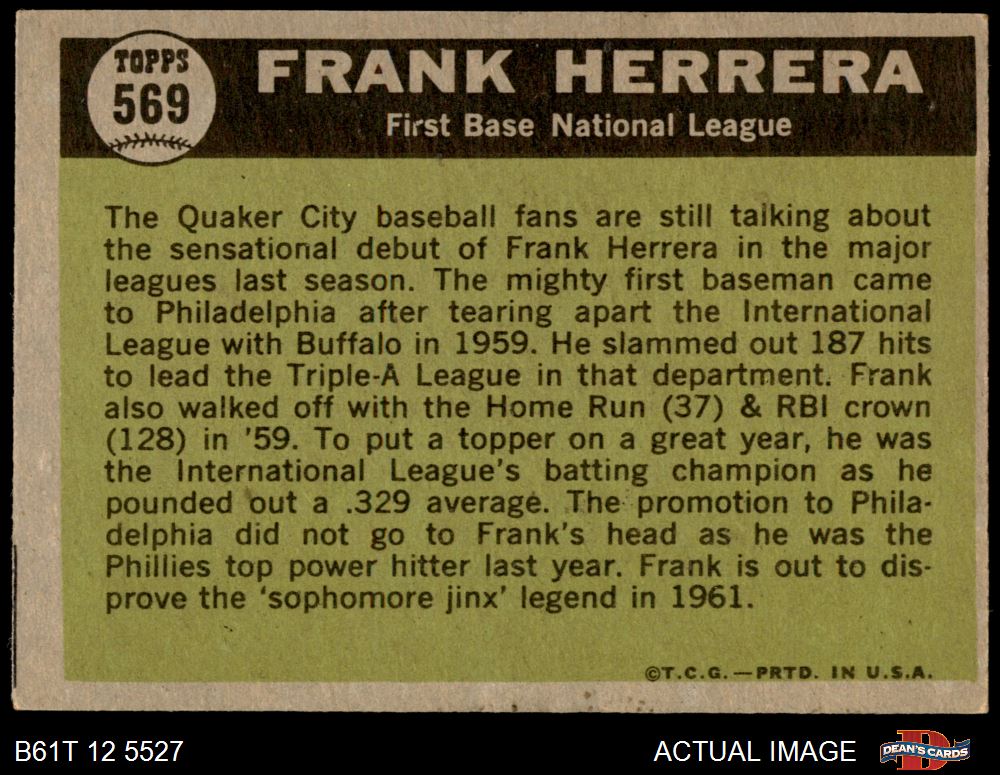 TOPPS
569
FRANK HERRERA
First Base National League
The Quaker City baseball fans are still talking about
the sensational debut of Frank Herrera in the major
leagues last season. The mighty first baseman came
to Philadelphia after tearing apart the International
League with Buffalo in 1959. He slammed out 187 hits
to lead the Triple-A League in that department. Frank
also walked off with the Home Run (37) & RBI crown
(128) in '59. To put a topper on a great year, he was
the International League's batting champion as he
pounded out a .329 average. The promotion to Phila-
delphia did not go to Frank's head as he was the
Phillies top power hitter last year. Frank is out to dis-
prove the 'sophomore jinx' legend in 1961.
©T.C.G.—PRTD. IN U.S.A.
B61T 12 5527
ACTUAL IMAGE
D
DEAN'S CARDS